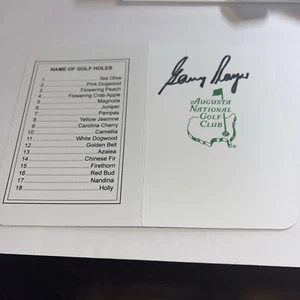 NAME OF GOLF HOLES
1 Tea Olive
2 Pink Dogwood
3 Flowering Peach
4 Flowering Crab Apple
5 Magnolia
6 Juniper
7 Pampas
8 Yellow Jasmine
9 Carolina Cherry
10 Camellia
11 White Dogwood
12 Golden Bell
13 Azalea
14 Chinese Fir
15 Firethorn
16 Red Bud
17 Nandina
18 Holly
Gary Player
AUGUSTA
NATIONAL
GOLF
CLUB